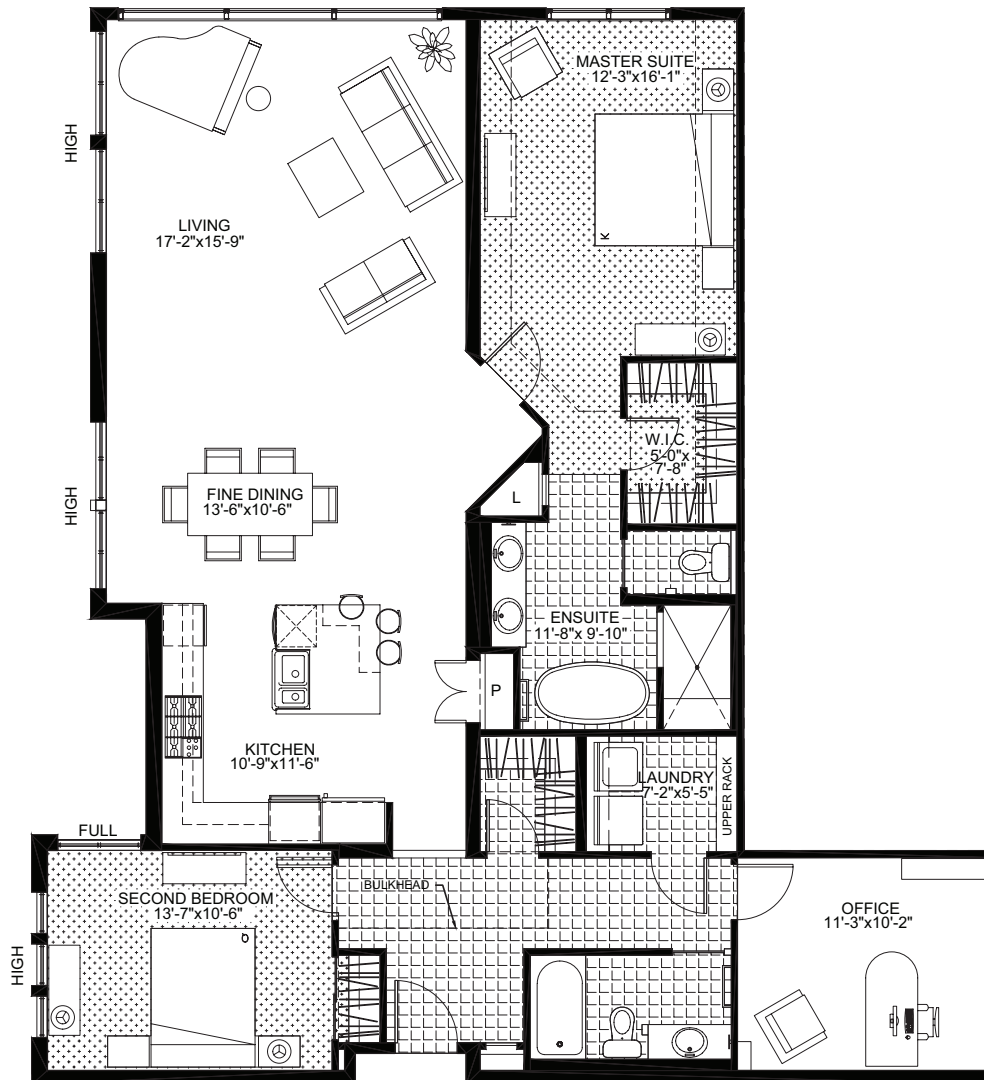 MASTER SUITE
12'-3"x16'-1"
HIGH
LIVING
17'-2"x15'-9"
K
W.I.C.
5'-0"x
7'-8"
HIGH
FINE DINING
13'-6"x10'-6"
L
ENSUITE
11'-8"x 9'-10"
P
KITCHEN
10'-9"x11'-6"
LAUNDRY
7'-2"x5'-5"
UPPER RACK
FULL
BULKHEAD
SECOND BEDROOM
13'-7"x10'-6"
OFFICE
11'-3"x10'-2"
Q
HIGH